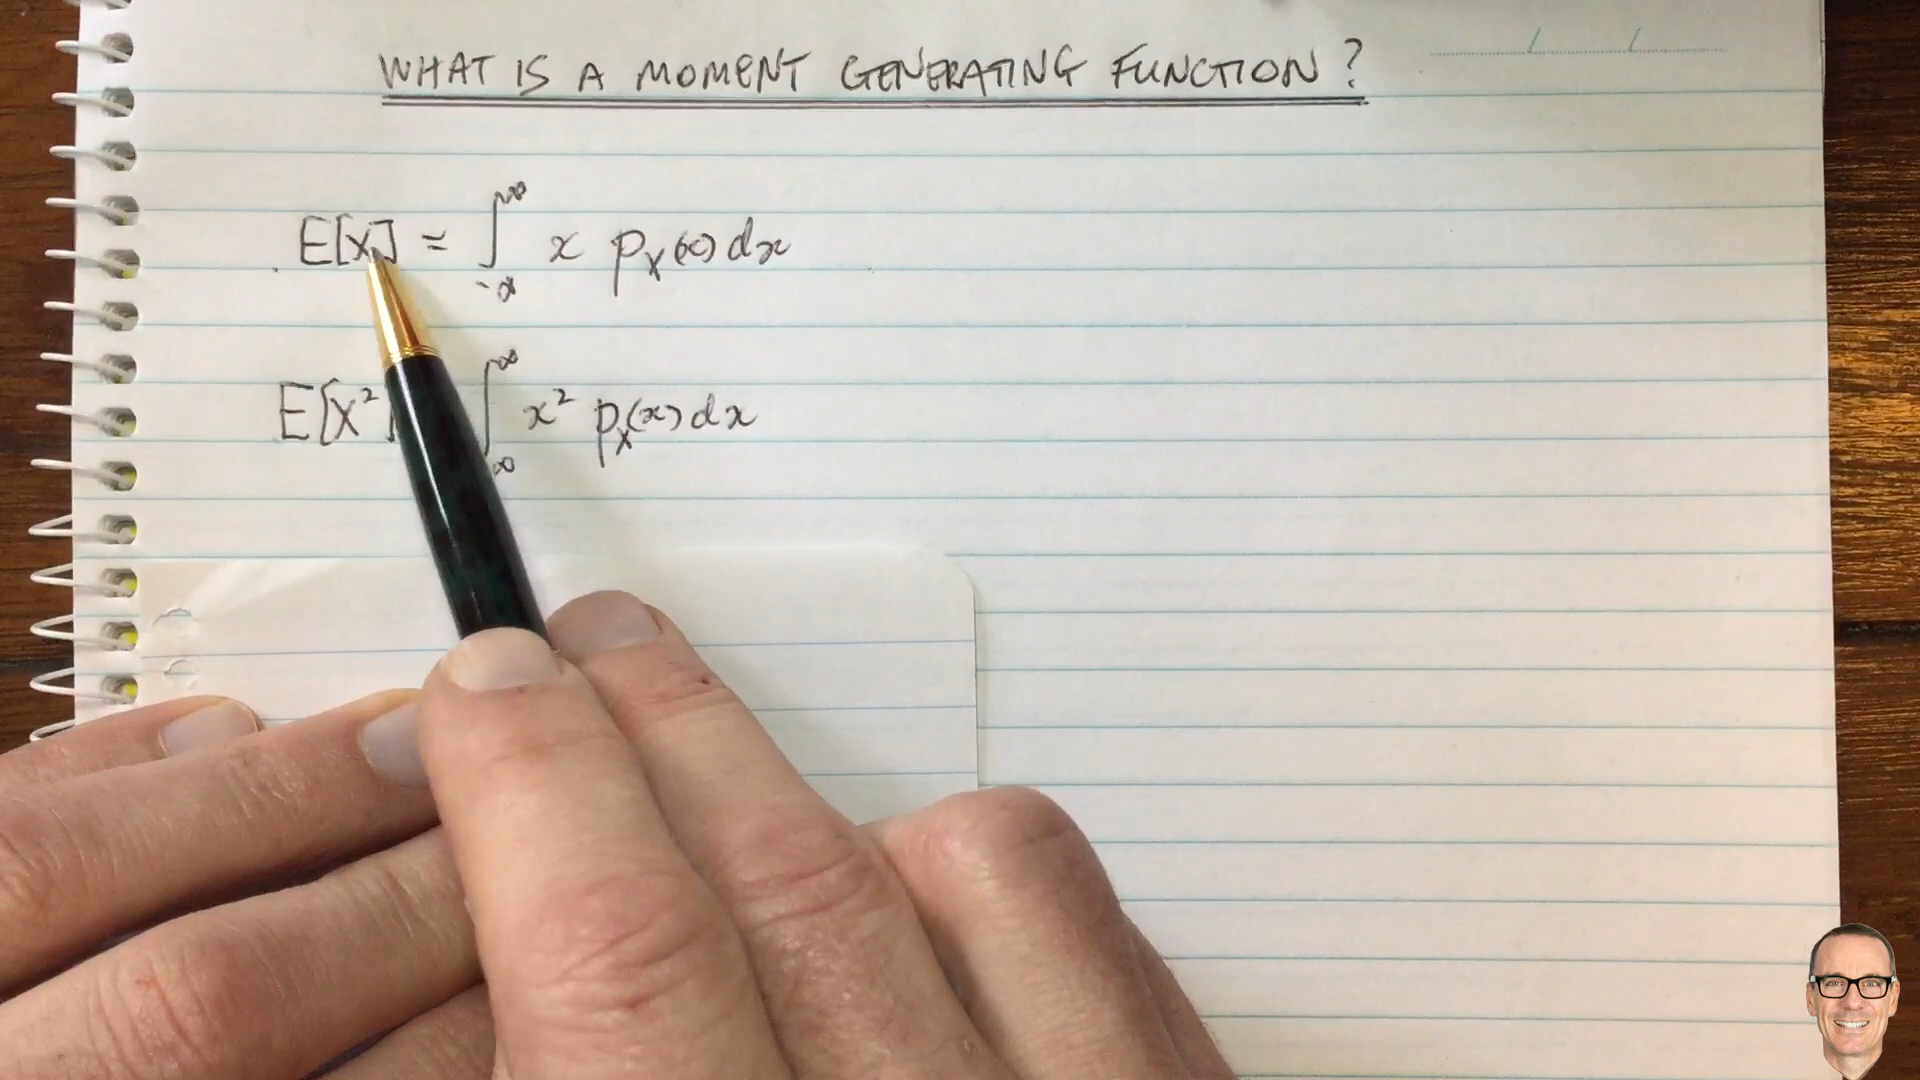 WHAT IS A MOMENT GENERATING FUNCTION?
E[X] = ∫_{-∞}^{∞} x p_X(x) dx
E[X²] ∫_{∞}^{∞} x² p_X(x) dx